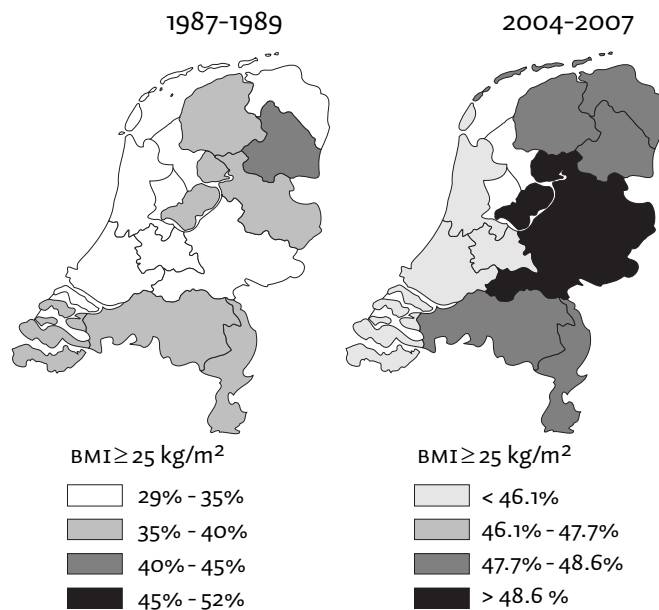 1987-1989
2004-2007
BMI ≥ 25 kg/m²
29% - 35%
35% - 40%
40% - 45%
45% - 52%
BMI ≥ 25 kg/m²
< 46.1%
46.1% - 47.7%
47.7% - 48.6%
> 48.6 %